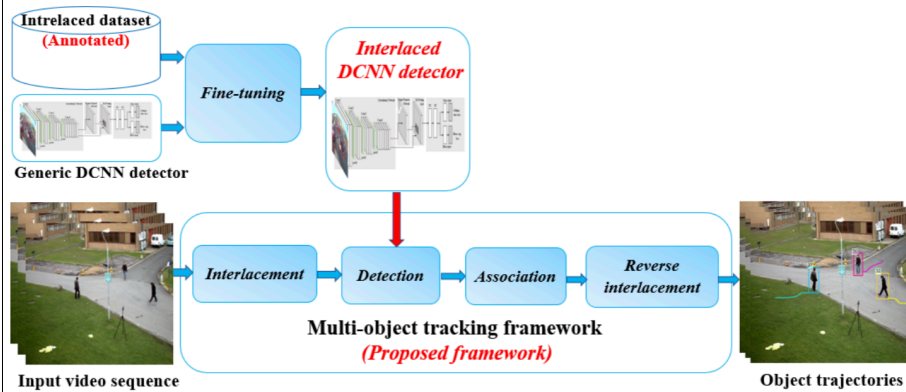 Intrelaced dataset
(Annotated)
Fine-tuning
Interlaced
DCNN detector
Generic DCNN detector
Interlacement
Detection
Association
Reverse
interlacement
Multi-object tracking framework
(Proposed framework)
Input video sequence
Object trajectories